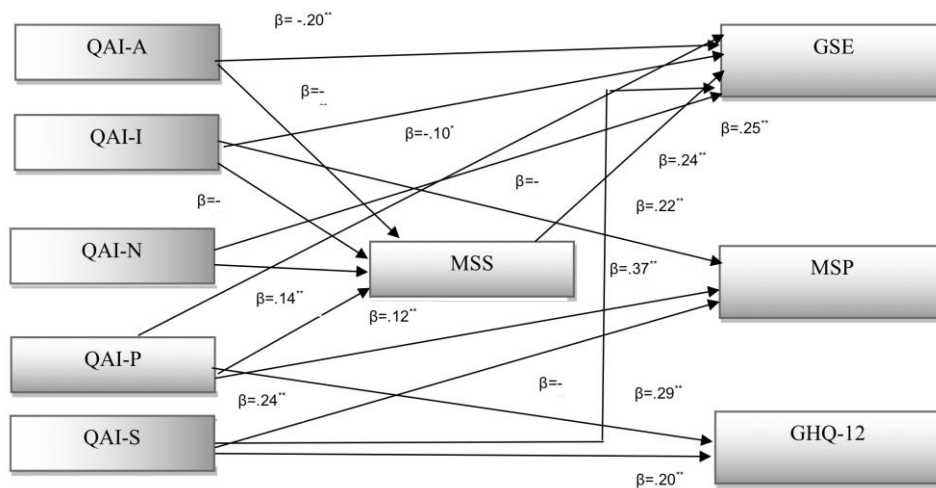 β= -.20**
QAI-A
GSE
β=-
**
QAI-I
β=-.10*
β=.25**
β=.24**
β=-
β=-
β=.22**
QAI-N
MSS
β=.37**
MSP
β=.14**
β=.12**
QAI-P
β=-
β=.24**
β=.29**
QAI-S
GHQ-12
β=.20**